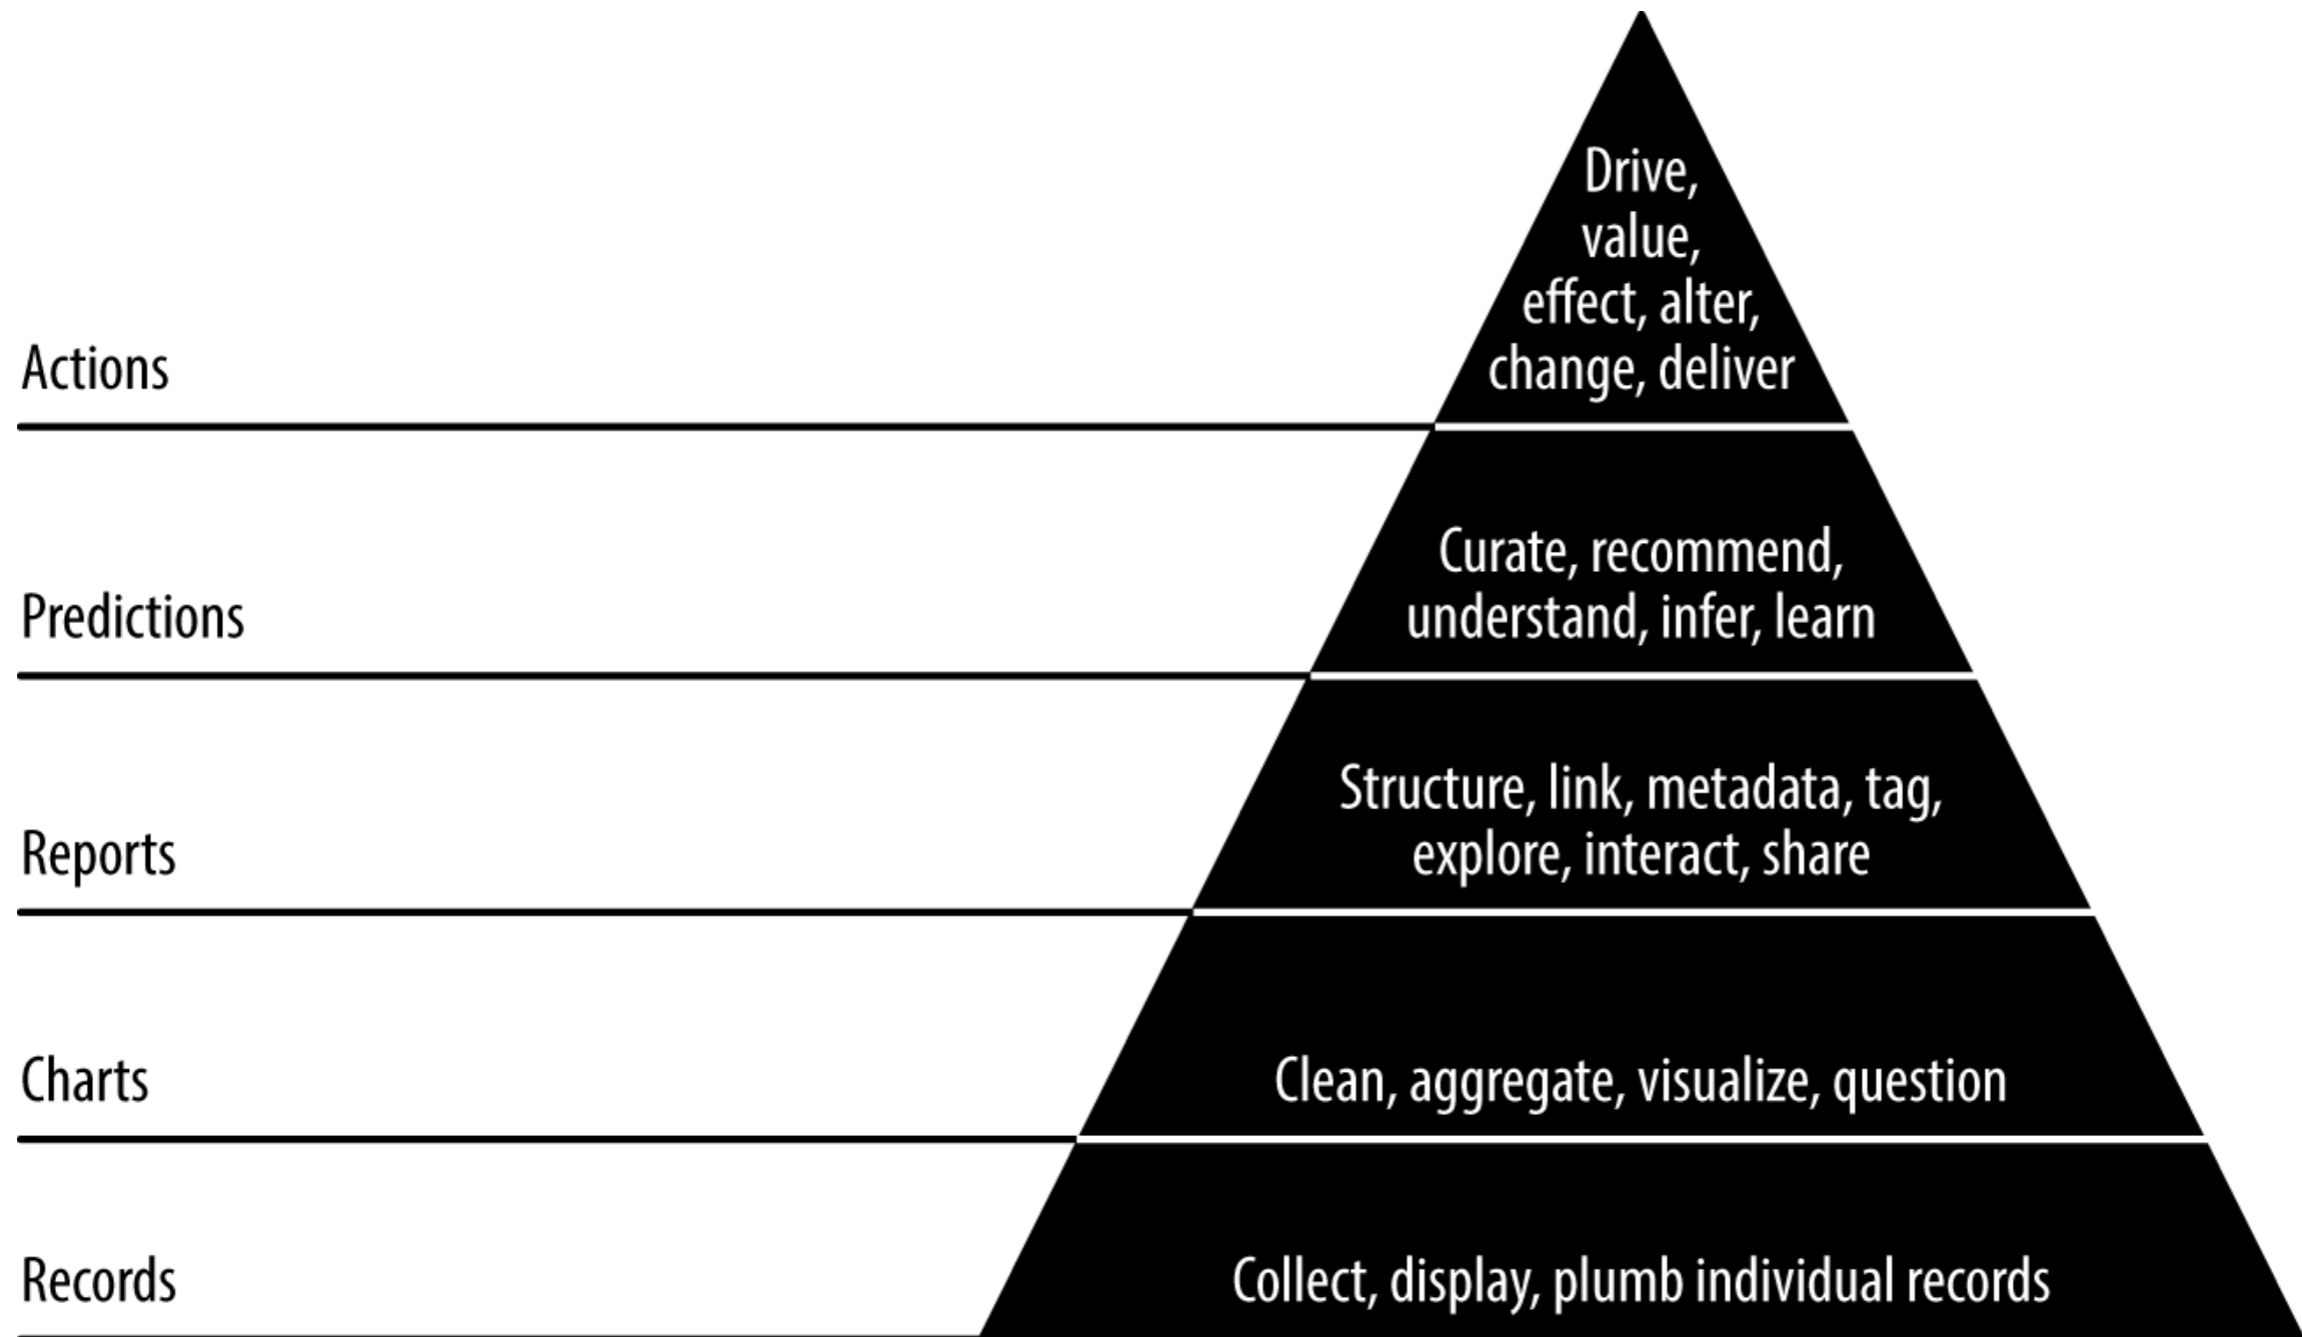 Drive,
value,
effect, alter,
change, deliver
Actions
Curate, recommend,
understand, infer, learn
Predictions
Structure, link, metadata, tag,
explore, interact, share
Reports
Clean, aggregate, visualize, question
Charts
Collect, display, plumb individual records
Records